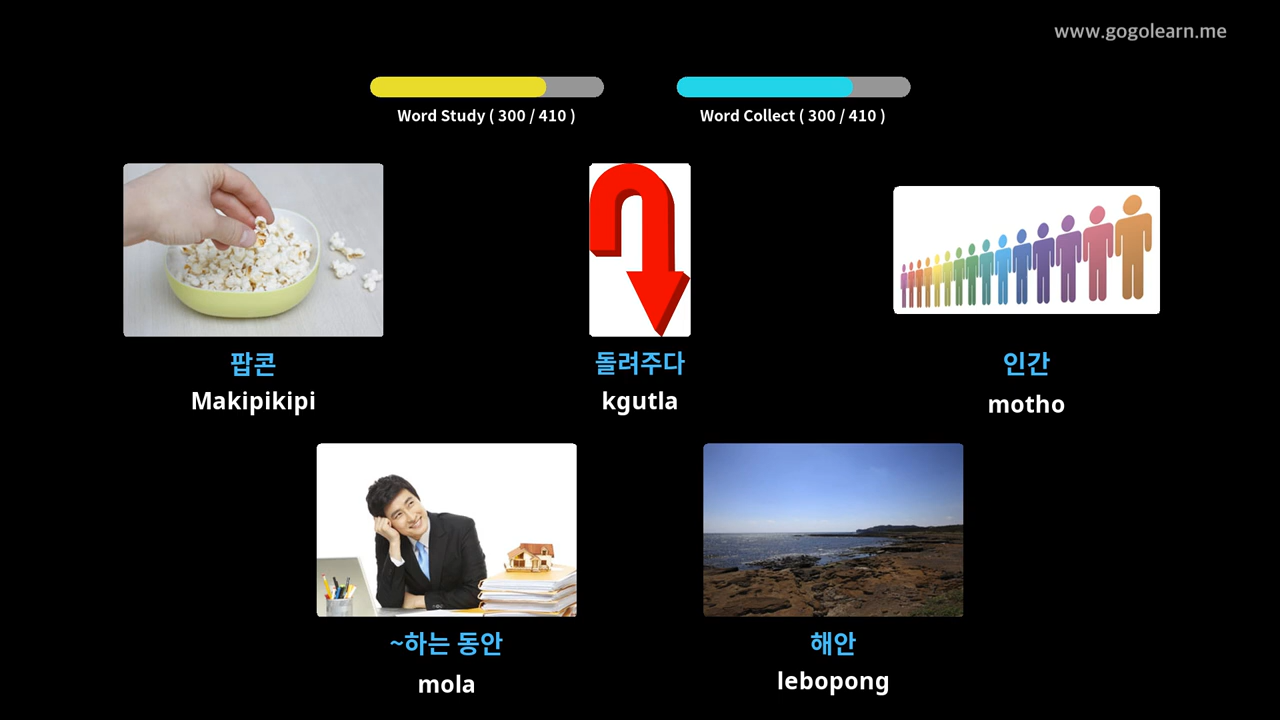 www.gogolearn.me
Word Study ( 300 / 410 )
Word Collect ( 300 / 410 )
팝콘
Makipikipi
돌려주다
kgutla
인간
motho
~하는 동안
mola
해안
lebopong